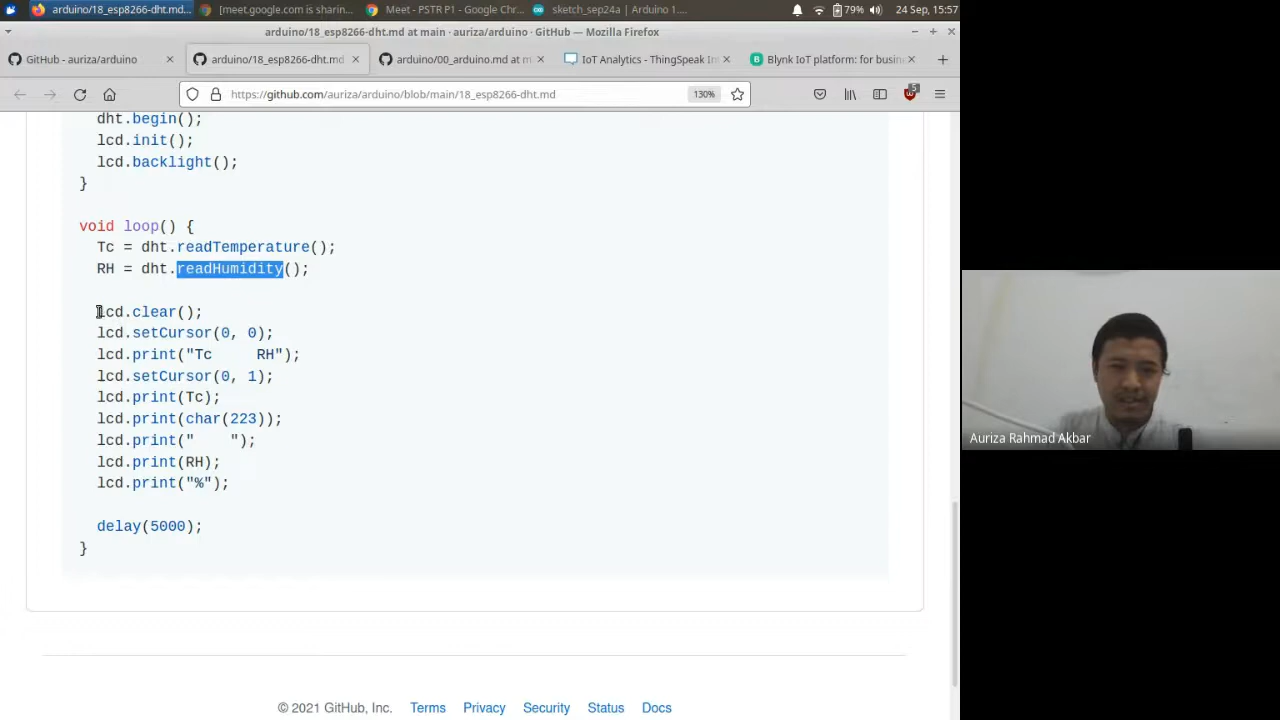 arduino/18_esp8266-dht.md...
[meet.google.com is sharin...
Meet - PSTR P1 - Google Chr...
sketch_sep24a | Arduino 1....
79%
24 Sep, 15:57
arduino/18_esp8266-dht.md at main · auriza/arduino · GitHub — Mozilla Firefox
GitHub - auriza/arduino
arduino/18_esp8266-dht.md
arduino/00_arduino.md at m
IoT Analytics - ThingSpeak In
Blynk IoT platform: for busin
https://github.com/auriza/arduino/blob/main/18_esp8266-dht.md
130%
5
dht.begin();
lcd.init();
lcd.backlight();
}
void loop() {
Tc = dht.readTemperature();
RH = dht.readHumidity();
lcd.clear();
lcd.setCursor(0, 0);
lcd.print("Tc     RH");
lcd.setCursor(0, 1);
lcd.print(Tc);
lcd.print(char(223));
lcd.print("    ");
lcd.print(RH);
lcd.print("%");
delay(5000);
}
Auriza Rahmad Akbar
© 2021 GitHub, Inc.
Terms
Privacy
Security
Status
Docs